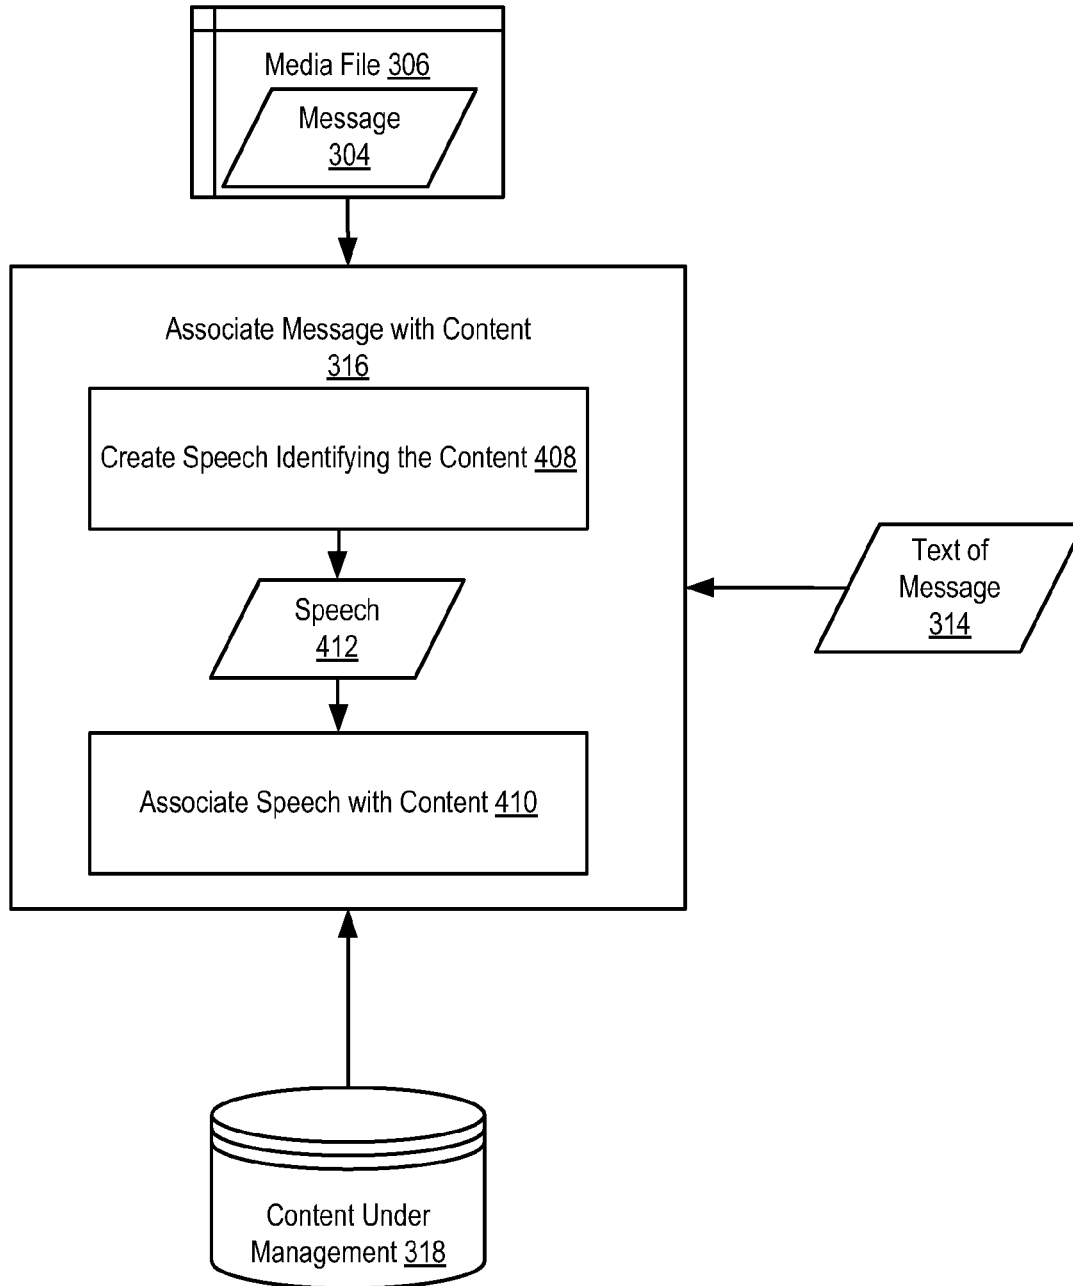 Media File 306
Message
304
Associate Message with Content
316
Create Speech Identifying the Content 408
Speech
412
Associate Speech with Content 410
Text of
Message
314
Content Under
Management 318